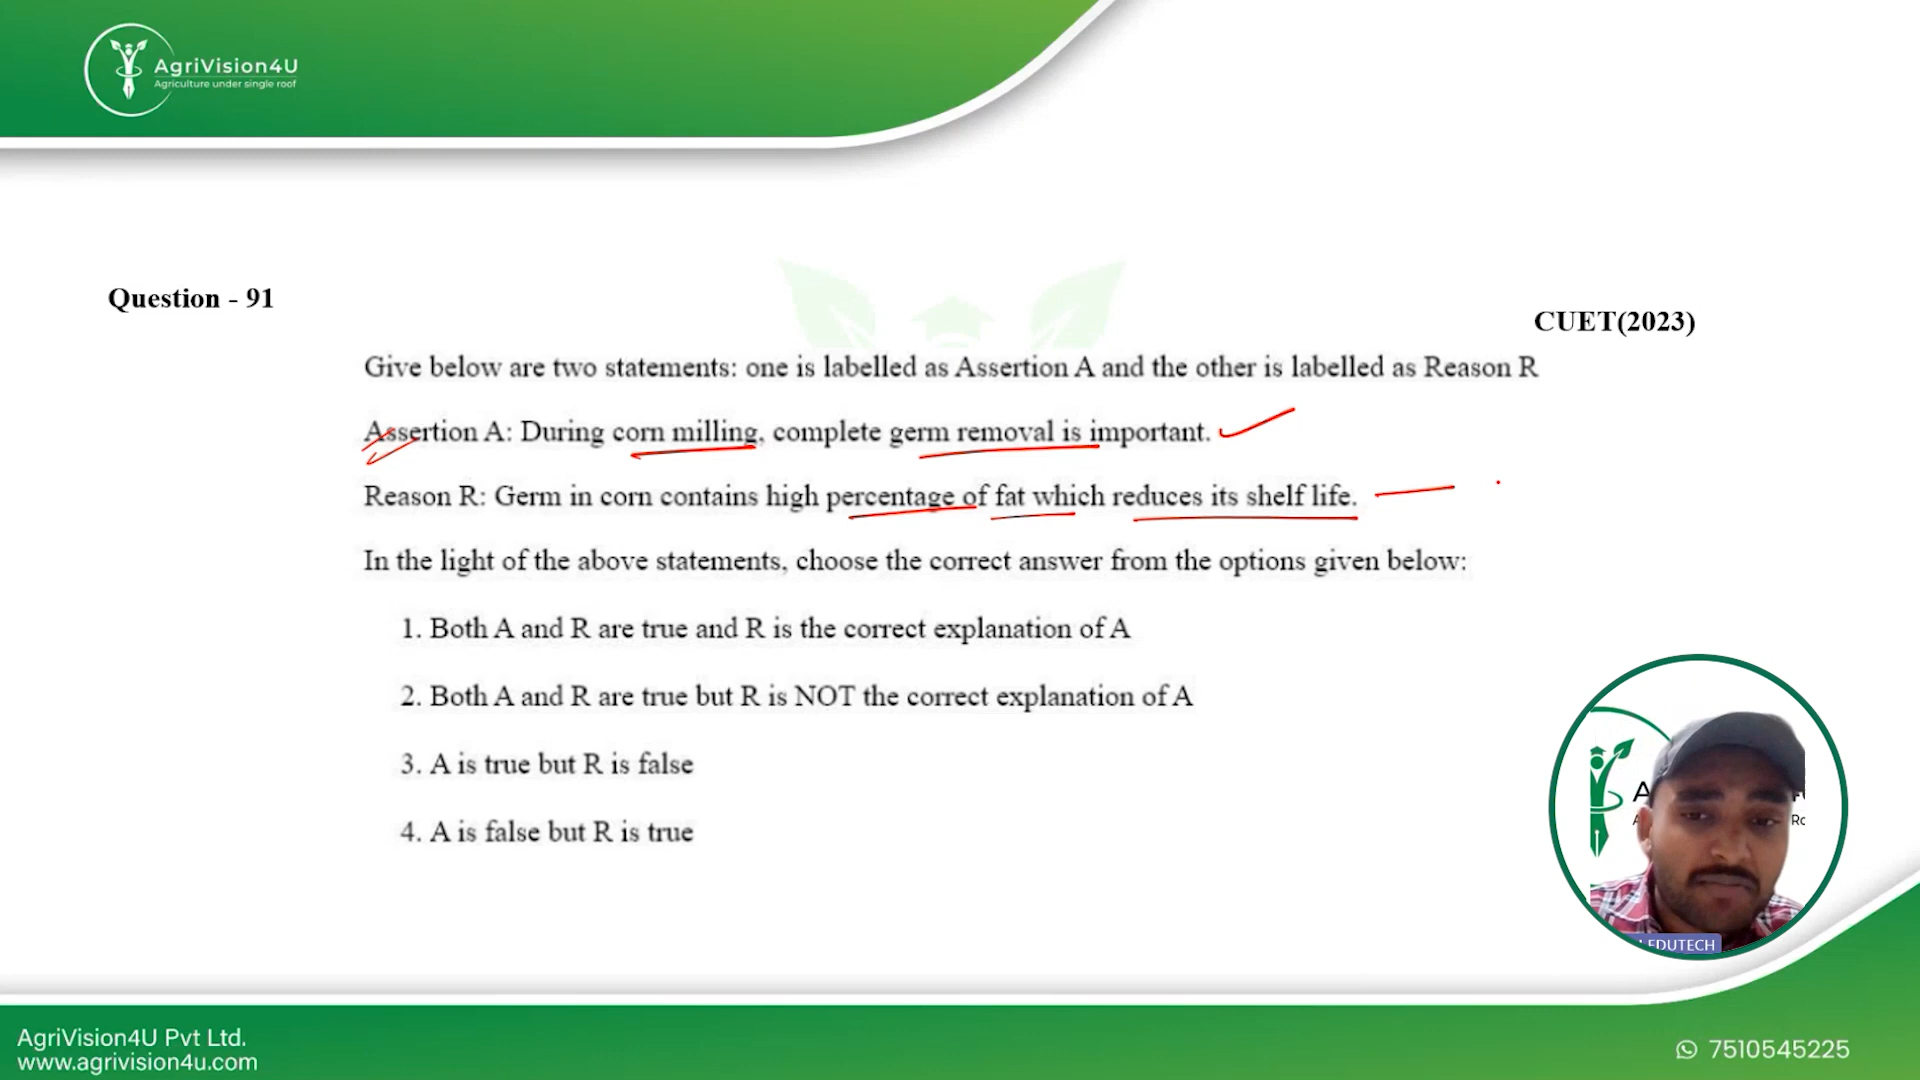 AgriVision4U
Agriculture under single roof
Question - 91
CUET(2023)
Give below are two statements: one is labelled as Assertion A and the other is labelled as Reason R
Assertion A: During corn milling, complete germ removal is important.
Reason R: Germ in corn contains high percentage of fat which reduces its shelf life.
In the light of the above statements, choose the correct answer from the options given below:
1. Both A and R are true and R is the correct explanation of A
2. Both A and R are true but R is NOT the correct explanation of A
3. A is true but R is false
4. A is false but R is true
EDUTECH
AgriVision4U Pvt Ltd.
www.agrivision4u.com
7510545225